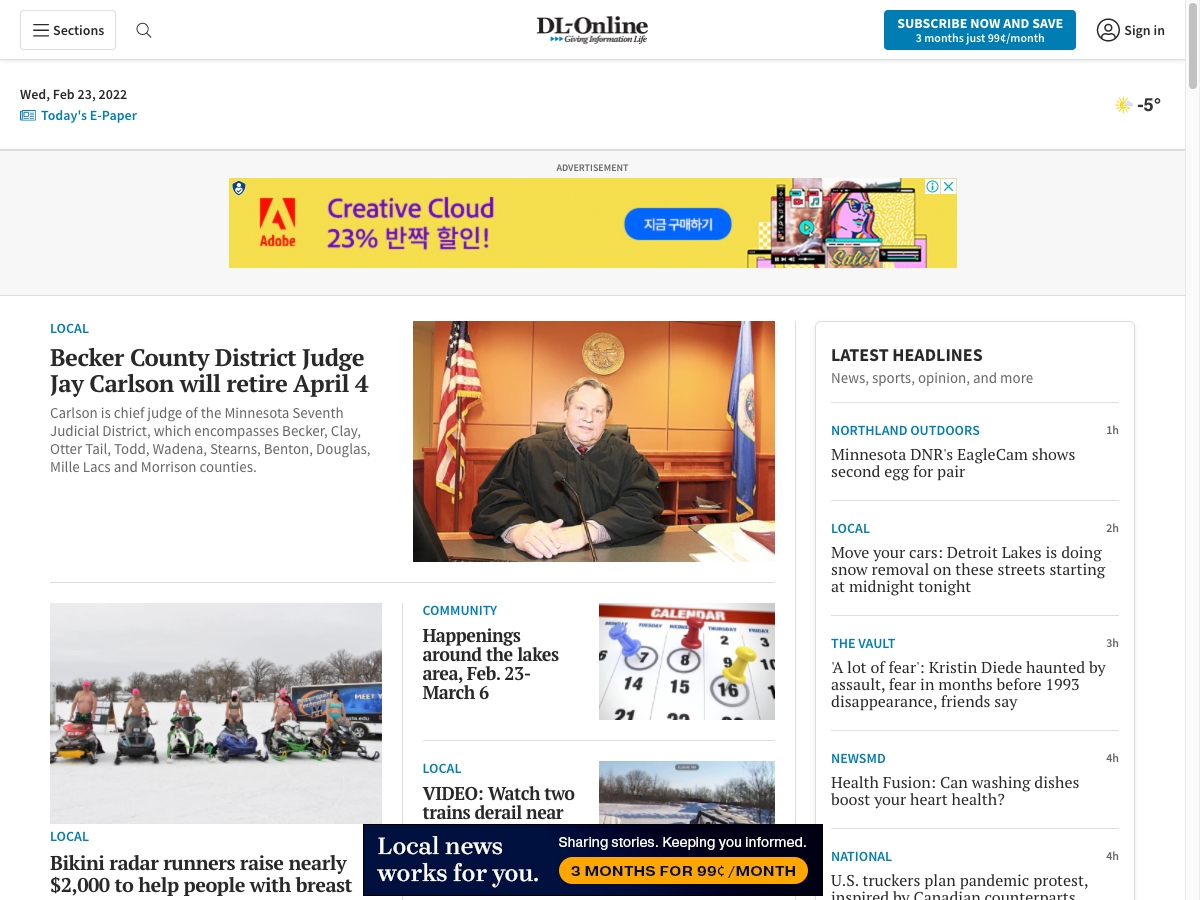 Sections
DL-Online
Giving Information Life
SUBSCRIBE NOW AND SAVE
3 months just 99¢/month
Sign in
Wed, Feb 23, 2022
Today's E-Paper
-5°
ADVERTISEMENT
Adobe
Creative Cloud
23% 반짝 할인!
지금 구매하기
Sale!
LOCAL
Becker County District Judge
Jay Carlson will retire April 4
Carlson is chief judge of the Minnesota Seventh
Judicial District, which encompasses Becker, Clay,
Otter Tail, Todd, Wadena, Stearns, Benton, Douglas,
Mille Lacs and Morrison counties.
LOCAL
Bikini radar runners raise nearly
$2,000 to help people with breast
COMMUNITY
Happenings
around the lakes
area, Feb. 23-
March 6
CALENDAR
MONDAY TUESDAY WEDNESDAY THURSDAY FRIDAY
2 3
6 7 8 9 10
14 15 16
21 22 23
LOCAL
VIDEO: Watch two
trains derail near
LATEST HEADLINES
News, sports, opinion, and more
NORTHLAND OUTDOORS 1h
Minnesota DNR's EagleCam shows
second egg for pair
LOCAL 2h
Move your cars: Detroit Lakes is doing
snow removal on these streets starting
at midnight tonight
THE VAULT 3h
'A lot of fear': Kristin Diede haunted by
assault, fear in months before 1993
disappearance, friends say
NEWSMD 4h
Health Fusion: Can washing dishes
boost your heart health?
NATIONAL 4h
U.S. truckers plan pandemic protest,
inspired by Canadian counterparts
Local news
works for you.
Sharing stories. Keeping you informed.
3 MONTHS FOR 99¢ /MONTH